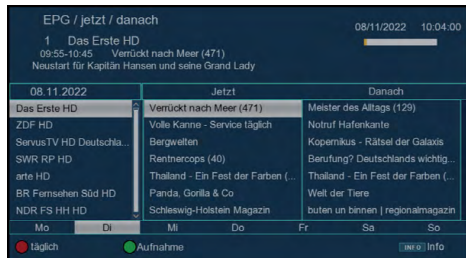 EPG / jetzt / danach
08/11/2022 10:04:00
1 Das Erste HD
09:55-10:45 Verrückt nach Meer (471)
Neustart für Kapitän Hansen und seine Grand Lady
08.11.2022 Jetzt Danach
Das Erste HD Verrückt nach Meer (471) Meister des Alltags (129)
ZDF HD Volle Kanne - Service täglich Notruf Hafenkante
ServusTV HD Deutschla... Bergwelten Kopernikus - Rätsel der Galaxis
SWR RP HD Rentnercops (40) Berufung? Deutschlands wichtig...
arte HD Thailand - Ein Fest der Farben (... Thailand - Ein Fest der Farben (...
BR Fernsehen Süd HD Panda, Gorilla & Co Welt der Tiere
NDR FS HH HD Schleswig-Holstein Magazin buten un binnen | regionalmagazin
Mo Di Mi Do Fr Sa So
täglich Aufnahme INFO Info